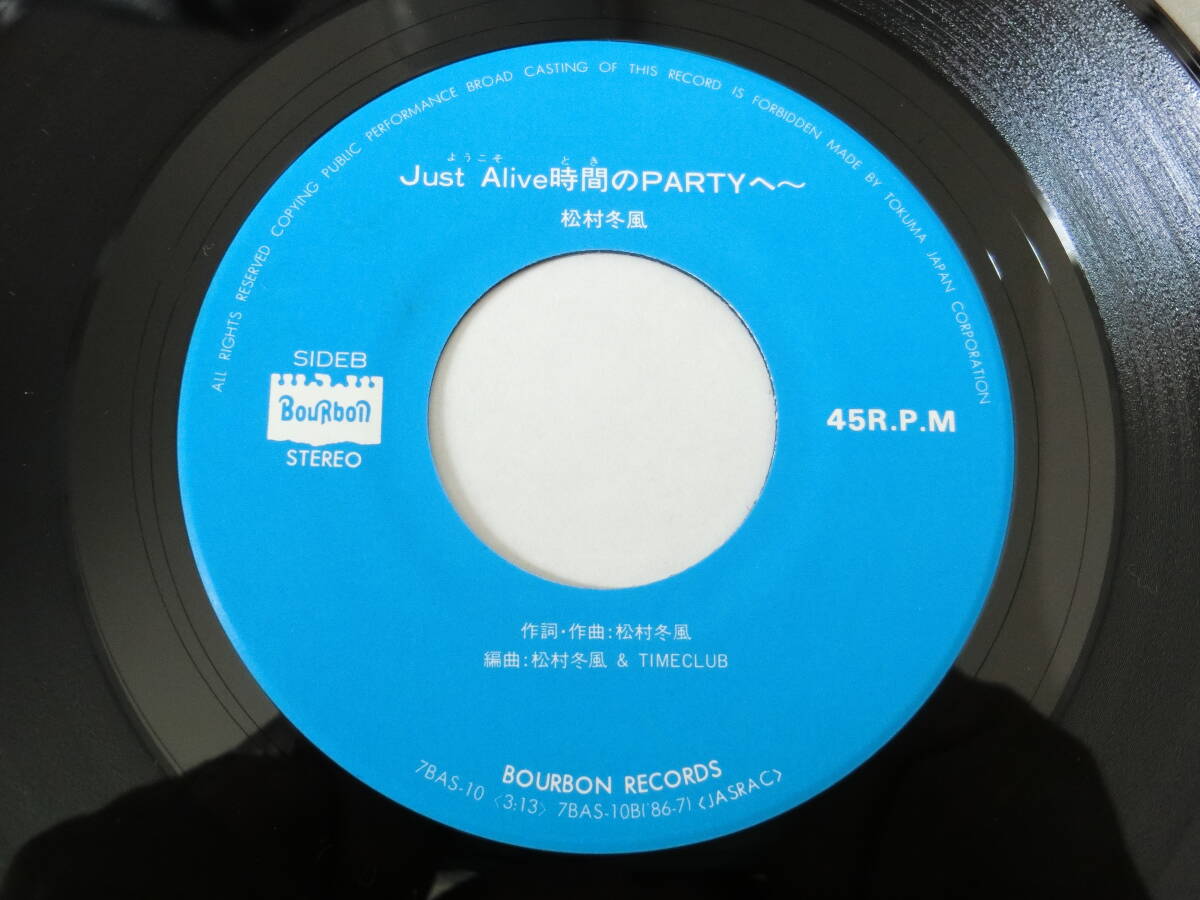 ALL RIGHTS RESERVED COPYING PUBLIC PERFORMANCE BROAD CASTING OF THIS RECORD IS FORBIDDEN MADE BY TOKUMA JAPAN CORPORATION
ようこそ とき
Just Alive時間のPARTYへ〜
松村冬風
SIDEB
BouRbon
STEREO
45R.P.M
作詞・作曲:松村冬風
編曲:松村冬風 & TIMECLUB
BOURBON RECORDS
7BAS-10 〈3:13〉 7BAS-10B('86-7) 〈JASRAC〉